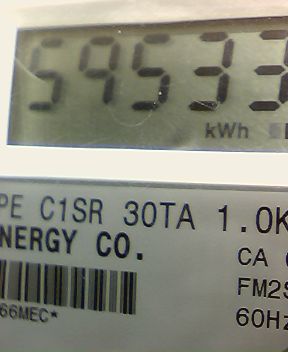 59533
kWh
PE C1SR 30TA 1.0K
NERGY CO.
CA
FM2S
66MEC*
60Hz